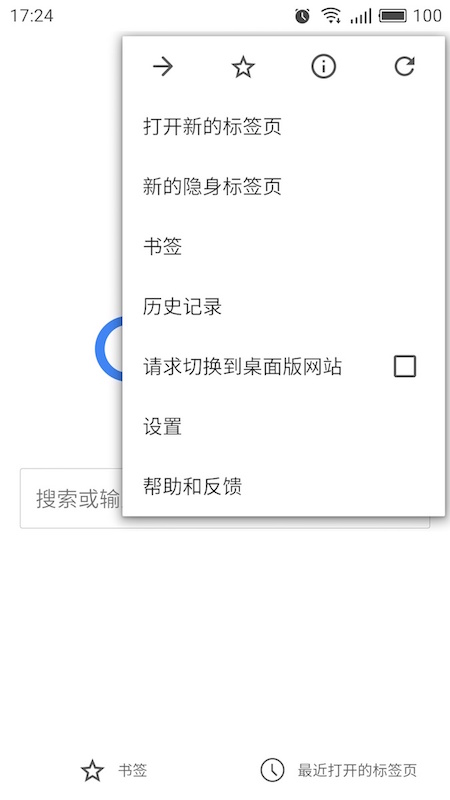 17:24
100
打开新的标签页
新的隐身标签页
书签
历史记录
请求切换到桌面版网站
设置
帮助和反馈
搜索或输
书签
最近打开的标签页